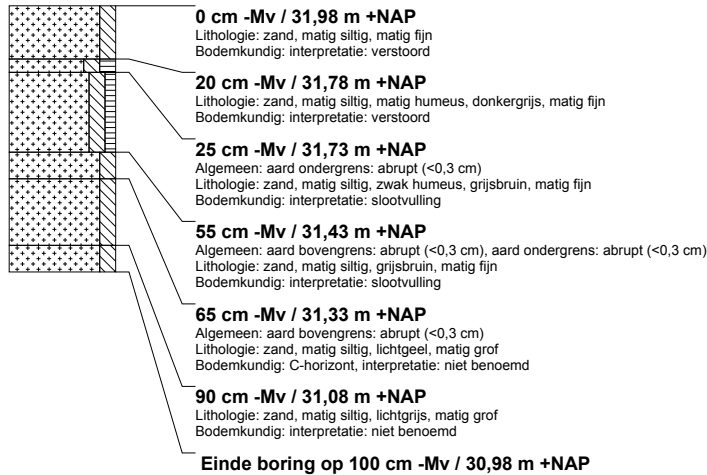 0 cm -Mv / 31,98 m +NAP
Lithologie: zand, matig siltig, matig fijn
Bodemkundig: interpretatie: verstoord
20 cm -Mv / 31,78 m +NAP
Lithologie: zand, matig siltig, matig humeus, donkergrijs, matig fijn
Bodemkundig: interpretatie: verstoord
25 cm -Mv / 31,73 m +NAP
Algemeen: aard ondergrens: abrupt (<0,3 cm)
Lithologie: zand, matig siltig, zwak humeus, grijsbruin, matig fijn
Bodemkundig: interpretatie: slootvulling
55 cm -Mv / 31,43 m +NAP
Algemeen: aard bovengrens: abrupt (<0,3 cm), aard ondergrens: abrupt (<0,3 cm)
Lithologie: zand, matig siltig, grijsbruin, matig fijn
Bodemkundig: interpretatie: slootvulling
65 cm -Mv / 31,33 m +NAP
Algemeen: aard bovengrens: abrupt (<0,3 cm)
Lithologie: zand, matig siltig, lichtgeel, matig grof
Bodemkundig: C-horizont, interpretatie: niet benoemd
90 cm -Mv / 31,08 m +NAP
Lithologie: zand, matig siltig, lichtgrijs, matig grof
Bodemkundig: interpretatie: niet benoemd
Einde boring op 100 cm -Mv / 30,98 m +NAP